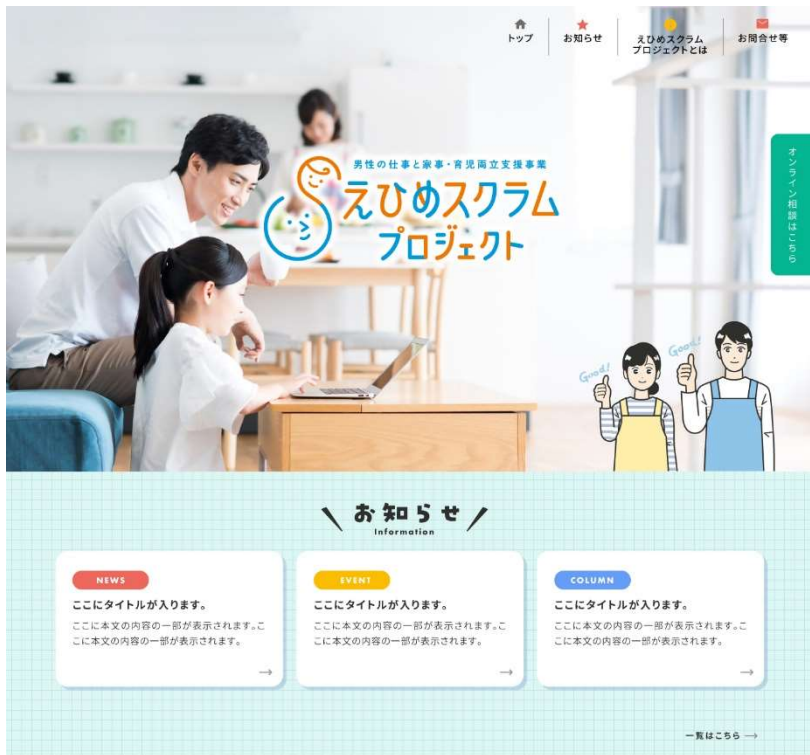 トップ
お知らせ
えひめスクラム
プロジェクトとは
お問合せ等
オンライン相談はこちら
男性の仕事と家事・育児両立支援事業
えひめスクラム
プロジェクト
Good!
Good!
お知らせ
Information
NEWS
ここにタイトルが入ります。
ここに本文の内容の一部が表示されます。こ
こに本文の内容の一部が表示されます。
EVENT
ここにタイトルが入ります。
ここに本文の内容の一部が表示されます。こ
こに本文の内容の一部が表示されます。
COLUMN
ここにタイトルが入ります。
ここに本文の内容の一部が表示されます。こ
こに本文の内容の一部が表示されます。
一覧はこちら